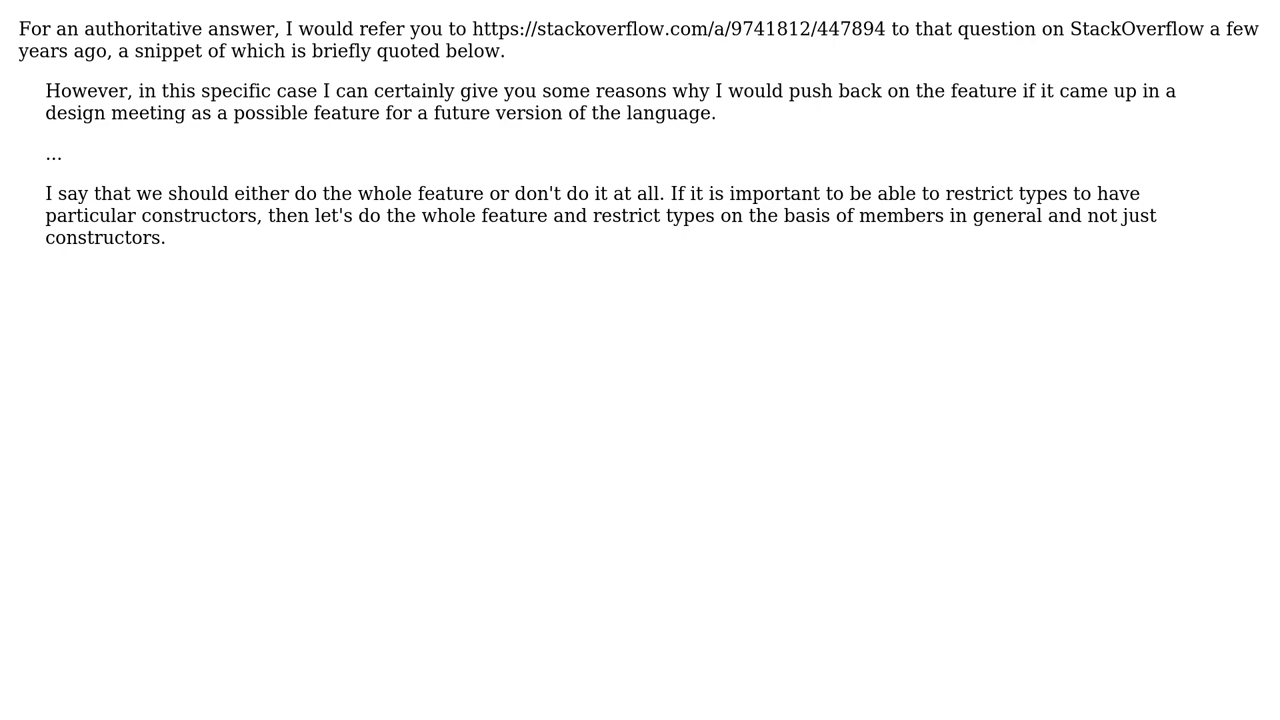 For an authoritative answer, I would refer you to https://stackoverflow.com/a/9741812/447894 to that question on StackOverflow a few
years ago, a snippet of which is briefly quoted below.
However, in this specific case I can certainly give you some reasons why I would push back on the feature if it came up in a
design meeting as a possible feature for a future version of the language.
...
I say that we should either do the whole feature or don't do it at all. If it is important to be able to restrict types to have
particular constructors, then let's do the whole feature and restrict types on the basis of members in general and not just
constructors.